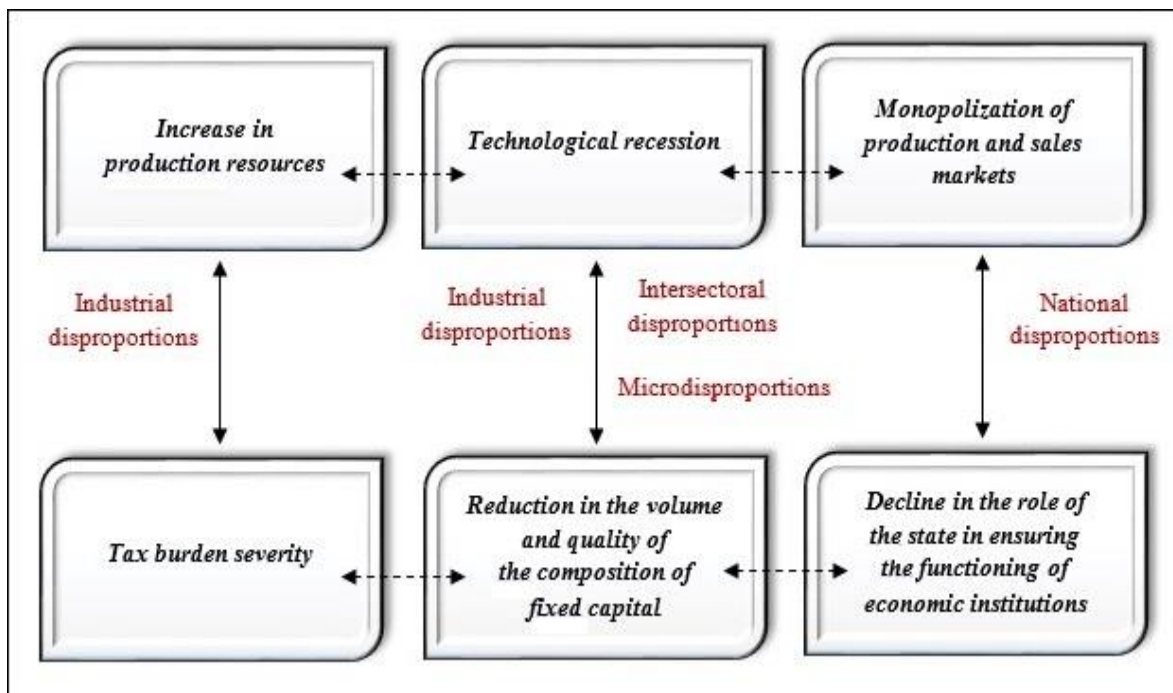 Increase in
production resources
Technological recession
Monopolization of
production and sales
markets
Industrial
disproportions
Industrial
disproportions
Intersectoral
disproportions
Microdisproportions
National
disproportions
Tax burden severity
Reduction in the volume
and quality of
the composition of
fixed capital
Decline in the role of
the state in ensuring
the functioning of
economic institutions